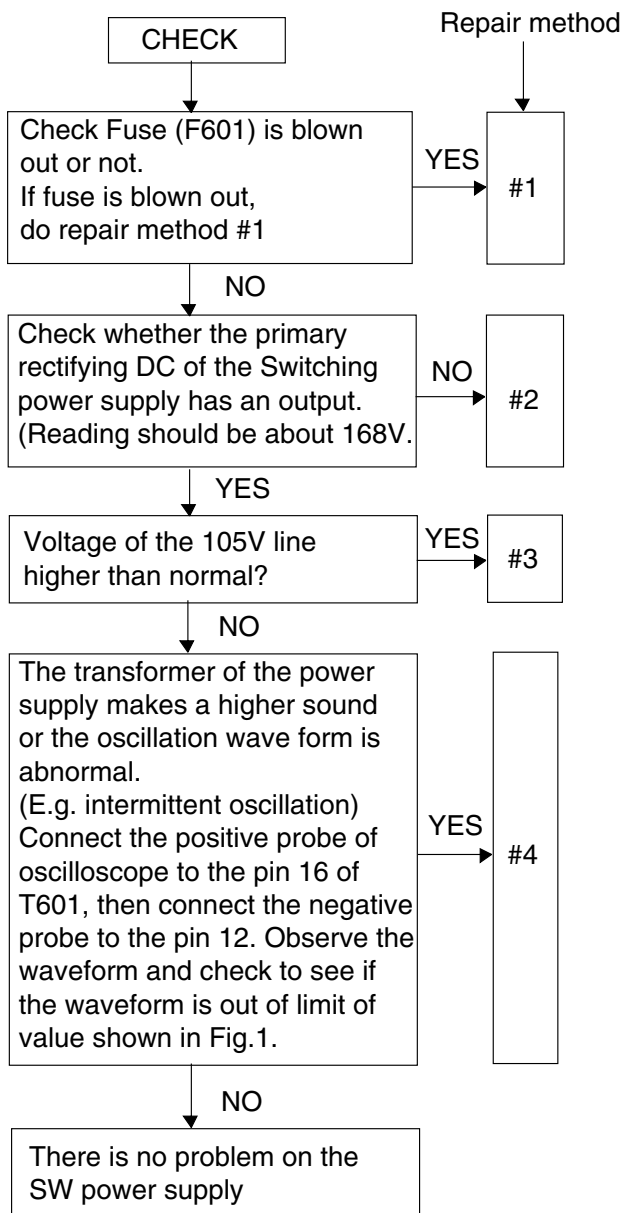 CHECK
Repair method
Check Fuse (F601) is blown
out or not.
If fuse is blown out,
do repair method #1
YES
#1
NO
Check whether the primary
rectifying DC of the Switching
power supply has an output.
(Reading should be about 168V.
NO
#2
YES
Voltage of the 105V line
higher than normal?
YES
#3
NO
The transformer of the power
supply makes a higher sound
or the oscillation wave form is
abnormal.
(E.g. intermittent oscillation)
Connect the positive probe of
oscilloscope to the pin 16 of
T601, then connect the negative
probe to the pin 12. Observe the
waveform and check to see if
the waveform is out of limit of
value shown in Fig.1.
YES
#4
NO
There is no problem on the
SW power supply